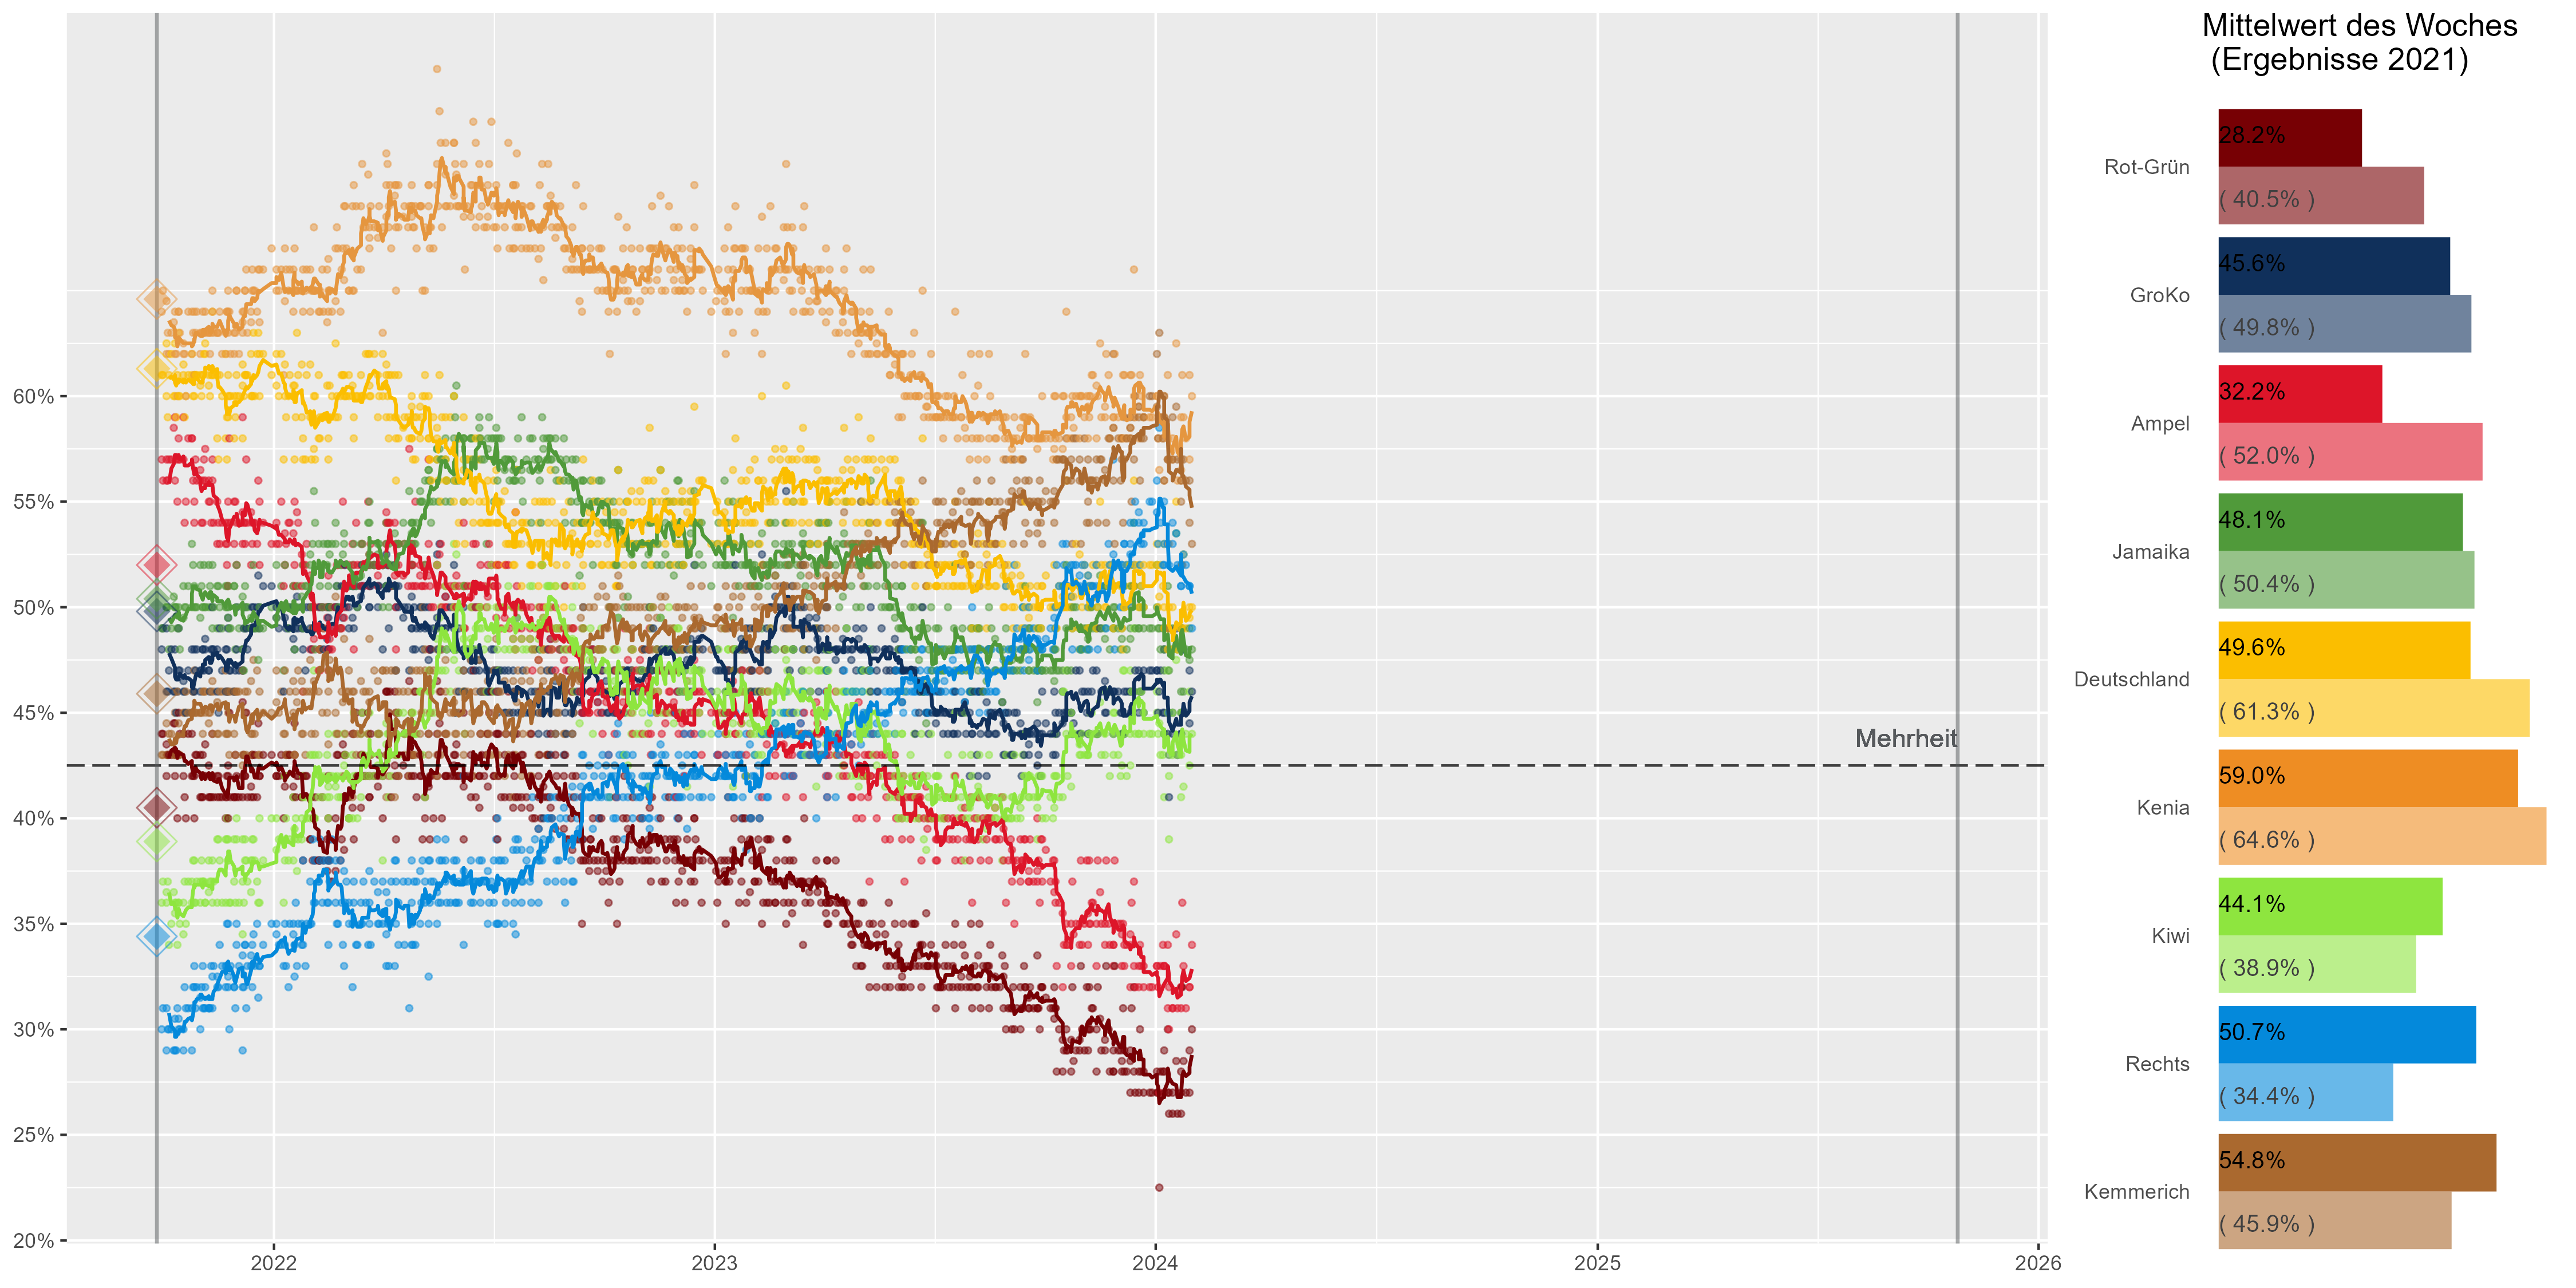 60%
55%
50%
45%
40%
35%
30%
25%
20%
2022
2023
2024
2025
2026
Mehrheit
Mittelwert des Woches
(Ergebnisse 2021)
Rot-Grün
28.2%
( 40.5% )
GroKo
45.6%
( 49.8% )
Ampel
32.2%
( 52.0% )
Jamaika
48.1%
( 50.4% )
Deutschland
49.6%
( 61.3% )
Kenia
59.0%
( 64.6% )
Kiwi
44.1%
( 38.9% )
Rechts
50.7%
( 34.4% )
Kemmerich
54.8%
( 45.9% )